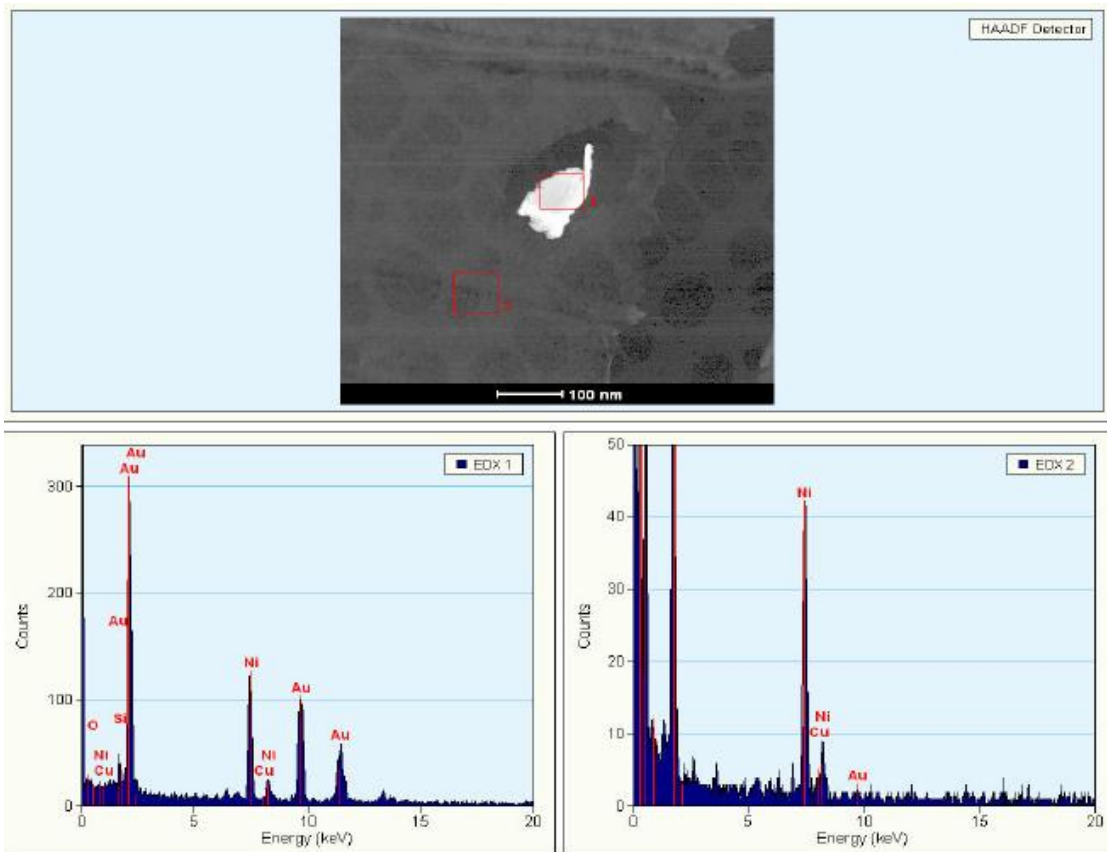 HAADF Detector
1
2
100 nm
EDX 1
Au
Au
Au
Ni
Au
Au
O
Si
Ni
Cu
Ni
Cu
300
200
100
0
Counts
0 5 10 15 20
Energy (keV)
EDX 2
Ni
Ni
Cu
Au
50
40
30
20
10
0
Counts
0 5 10 15 20
Energy (keV)